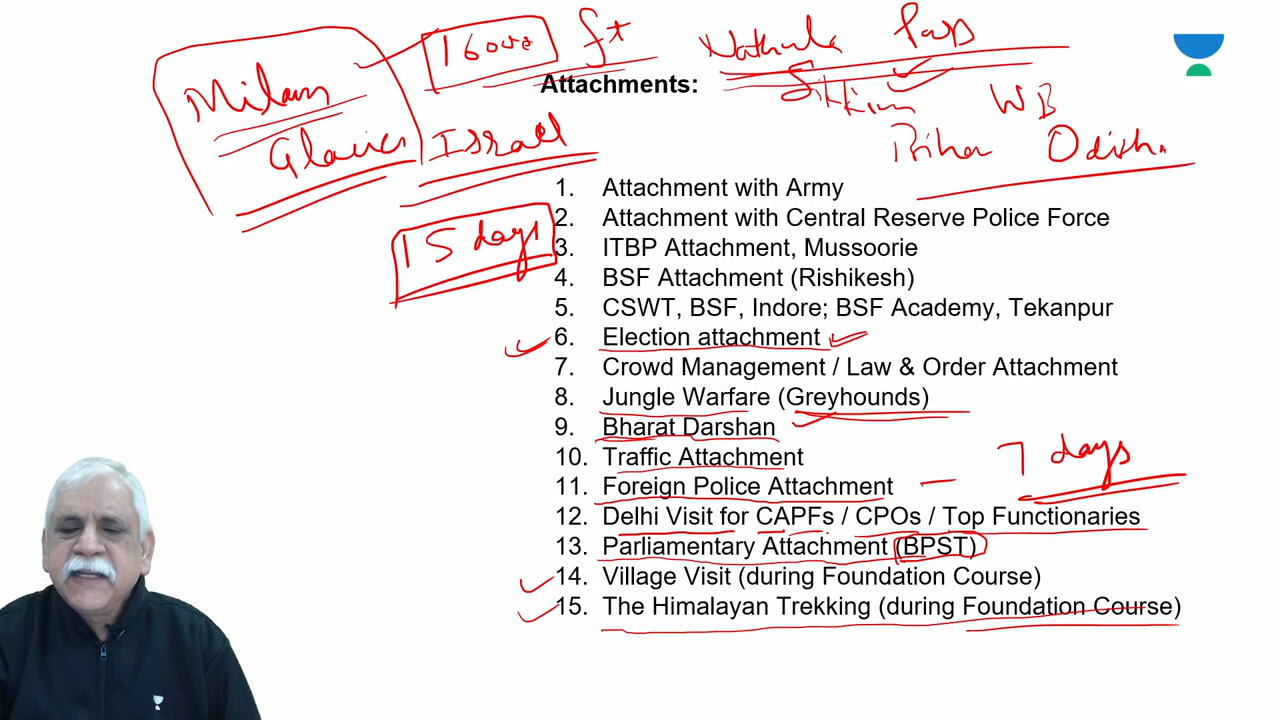 16000 ft
Nathula Pass
Milam
Glacier
Attachments:
Sikkim WB
Israel
Bihar Odisha
15 days
1. Attachment with Army
2. Attachment with Central Reserve Police Force
3. ITBP Attachment, Mussoorie
4. BSF Attachment (Rishikesh)
5. CSWT, BSF, Indore; BSF Academy, Tekanpur
6. Election attachment
7. Crowd Management / Law & Order Attachment
8. Jungle Warfare (Greyhounds)
9. Bharat Darshan
10. Traffic Attachment
11. Foreign Police Attachment - 7 days
12. Delhi Visit for CAPFs / CPOs / Top Functionaries
13. Parliamentary Attachment (BPST)
14. Village Visit (during Foundation Course)
15. The Himalayan Trekking (during Foundation Course)